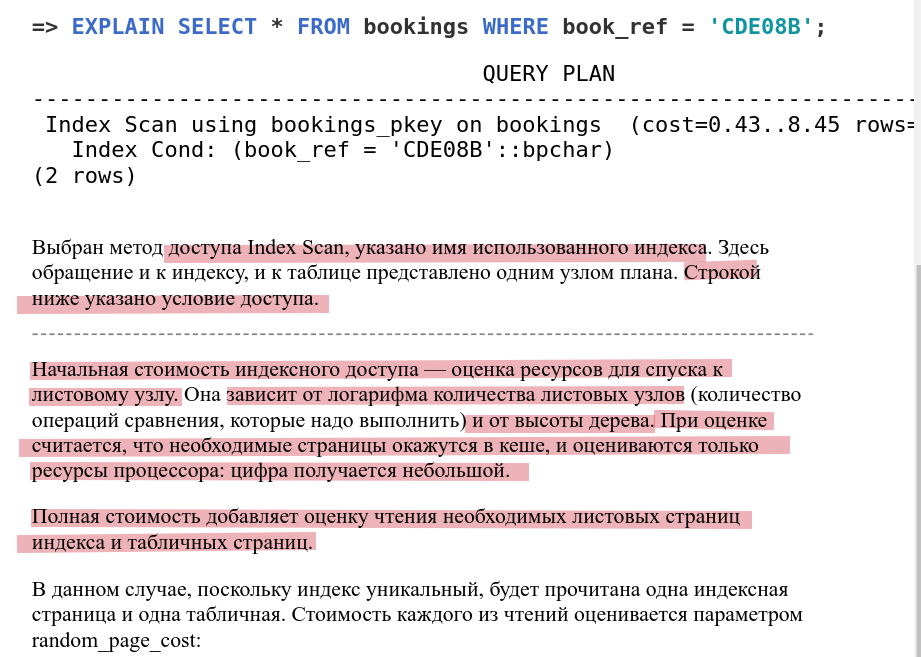 => EXPLAIN SELECT * FROM bookings WHERE book_ref = 'CDE08B';
QUERY PLAN
--------------------------------------------------------------------
Index Scan using bookings_pkey on bookings  (cost=0.43..8.45 rows=
Index Cond: (book_ref = 'CDE08B'::bpchar)
(2 rows)
Выбран метод доступа Index Scan, указано имя использованного индекса. Здесь
обращение и к индексу, и к таблице представлено одним узлом плана. Строкой
ниже указано условие доступа.
Начальная стоимость индексного доступа — оценка ресурсов для спуска к
листовому узлу. Она зависит от логарифма количества листовых узлов (количество
операций сравнения, которые надо выполнить) и от высоты дерева. При оценке
считается, что необходимые страницы окажутся в кеше, и оцениваются только
ресурсы процессора: цифра получается небольшой.
Полная стоимость добавляет оценку чтения необходимых листовых страниц
индекса и табличных страниц.
В данном случае, поскольку индекс уникальный, будет прочитана одна индексная
страница и одна табличная. Стоимость каждого из чтений оценивается параметром
random_page_cost: